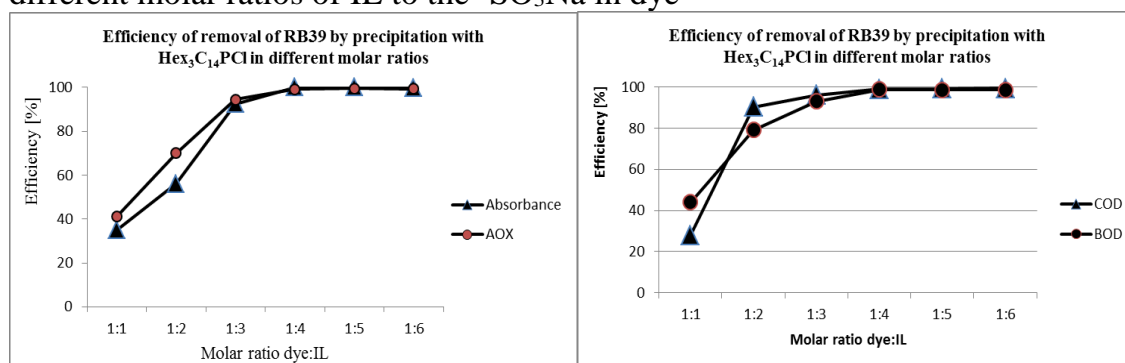 different molar ratios of IL to the -SO₃Na in dye
Efficiency of removal of RB39 by precipitation with
Hex₃C₁₄PCl in different molar ratios
100
80
60
40
20
0
Efficiency [%]
1:1 1:2 1:3 1:4 1:5 1:6
Molar ratio dye:IL
Absorbance
AOX
Efficiency of removal of RB39 by precipitation with
Hex₃C₁₄PCl in different molar ratios
100
80
60
40
20
0
Efficiency [%]
1:1 1:2 1:3 1:4 1:5 1:6
Molar ratio dye:IL
COD
BOD